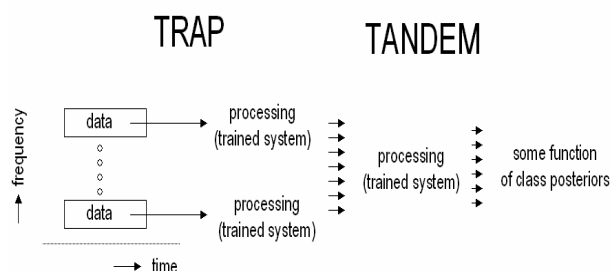 TRAP
TANDEM
frequency
data
processing
(trained system)
data
processing
(trained system)
processing
(trained system)
some function
of class posteriors
time